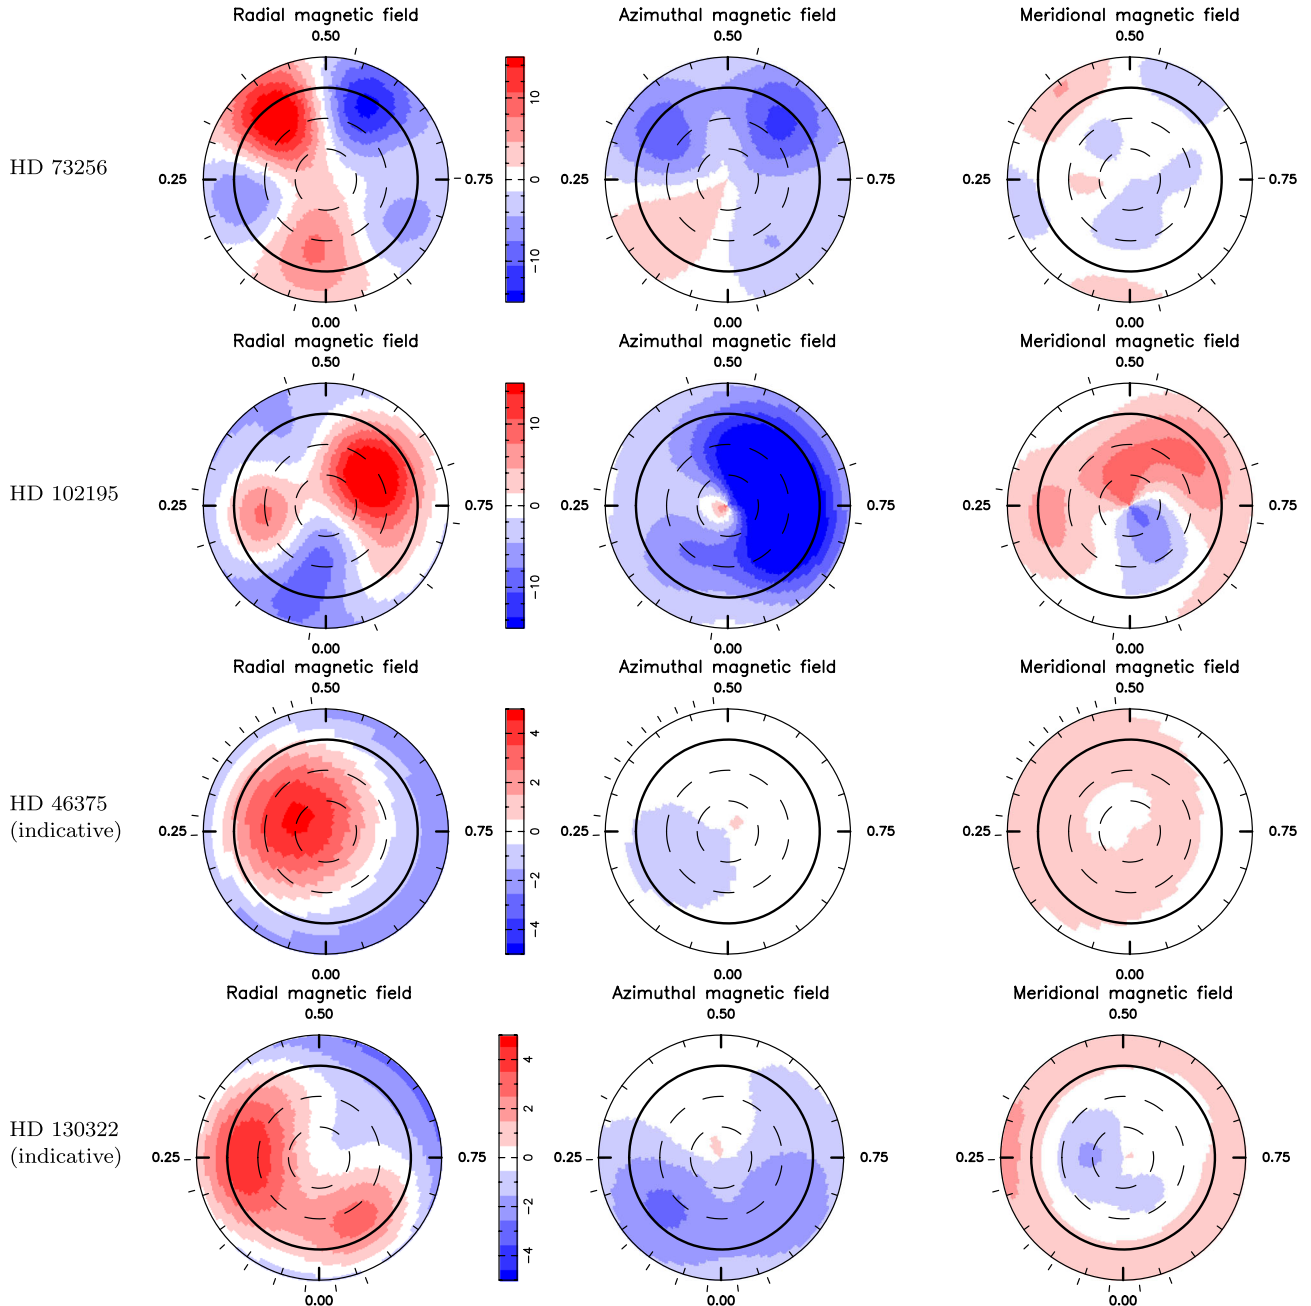 Radial magnetic field Azimuthal magnetic field Meridional magnetic field
0.50 0.50 0.50
HD 73256
0.25 0.75 0.25 0.75 0.25 0.75
10 0 −10
0.00 0.00 0.00
Radial magnetic field Azimuthal magnetic field Meridional magnetic field
0.50 0.50 0.50
HD 102195
0.25 0.75 0.25 0.75 0.25 0.75
10 0 −10
0.00 0.00 0.00
Radial magnetic field Azimuthal magnetic field Meridional magnetic field
0.50 0.50 0.50
HD 46375
(indicative)
0.25 0.75 0.25 0.75 0.25 0.75
4 2 0 −2 −4
0.00 0.00 0.00
Radial magnetic field Azimuthal magnetic field Meridional magnetic field
0.50 0.50 0.50
HD 130322
(indicative)
0.25 0.75 0.25 0.75 0.25 0.75
4 2 0 −2 −4
0.00 0.00 0.00